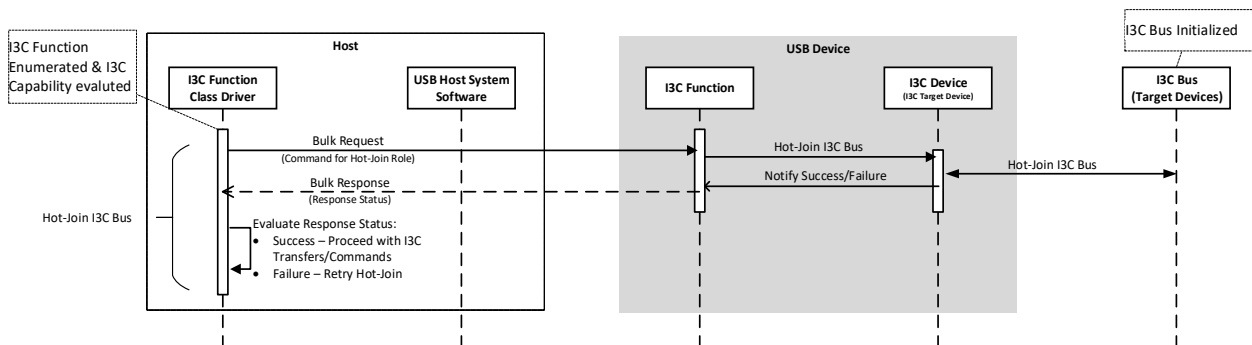 I3C Bus Initialized
I3C Function
Enumerated & I3C
Capability evaluted
Host
USB Device
I3C Function
Class Driver
USB Host System
Software
I3C Function
I3C Device
(I3C Target Device)
I3C Bus
(Target Devices)
Bulk Request
(Command for Hot-Join Role)
Hot-Join I3C Bus
Hot-Join I3C Bus
Notify Success/Failure
Bulk Response
(Response Status)
Hot-Join I3C Bus
Evaluate Response Status:
• Success – Proceed with I3C
Transfers/Commands
• Failure – Retry Hot-Join